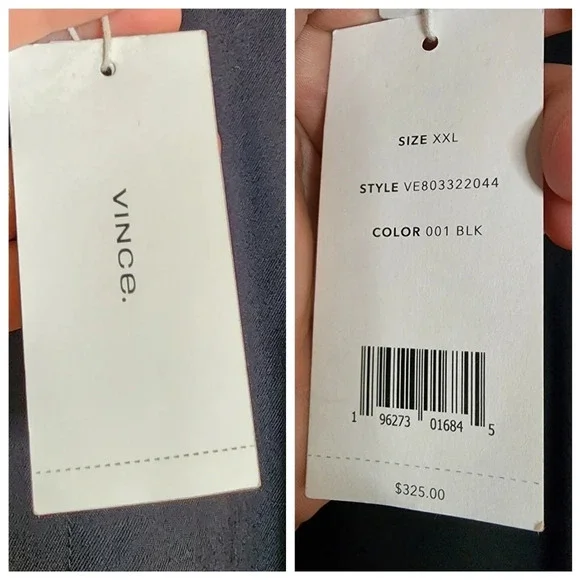 VINCE.
SIZE XXL
STYLE VE803322044
COLOR 001 BLK
1 96273 01684 5
$325.00